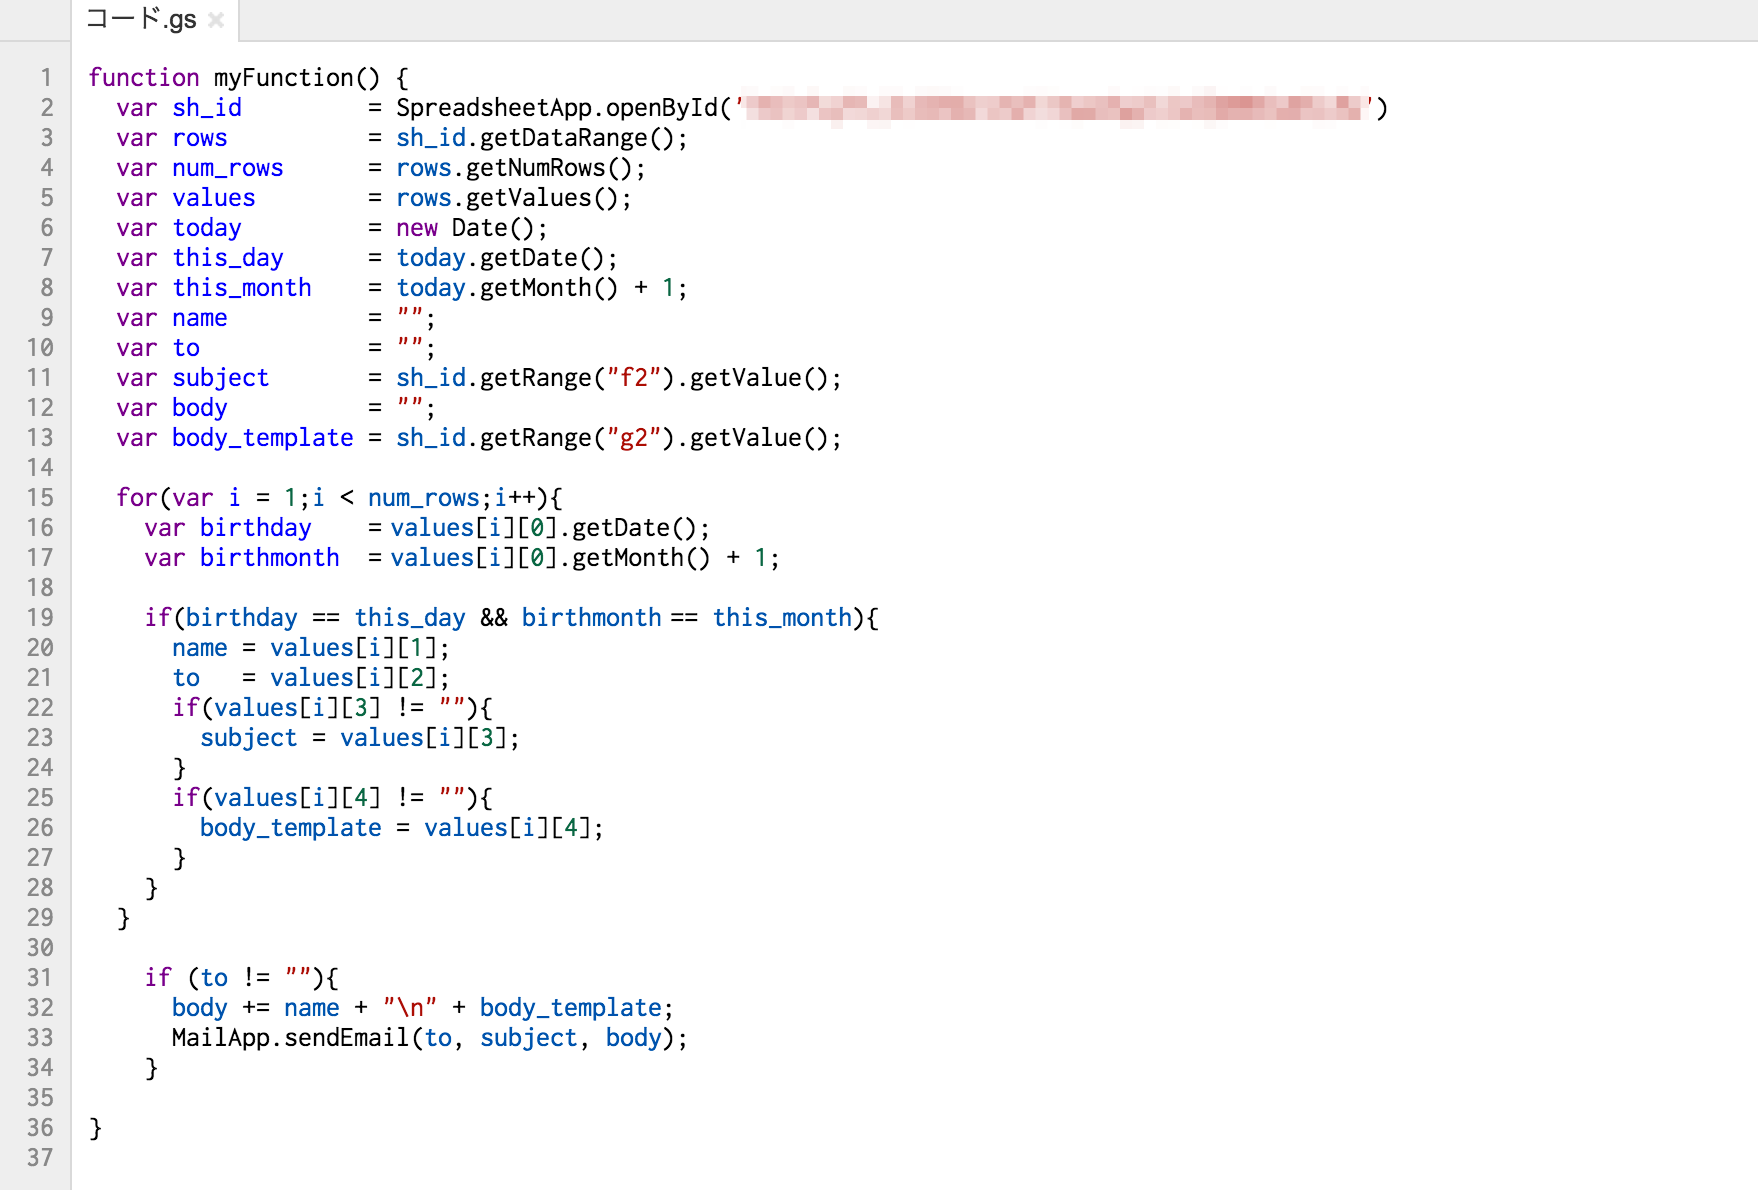 コード.gs ×
1 function myFunction() {
2   var sh_id         = SpreadsheetApp.openById('')
3   var rows          = sh_id.getDataRange();
4   var num_rows      = rows.getNumRows();
5   var values        = rows.getValues();
6   var today         = new Date();
7   var this_day      = today.getDate();
8   var this_month    = today.getMonth() + 1;
9   var name          = "";
10   var to            = "";
11   var subject       = sh_id.getRange("f2").getValue();
12   var body          = "";
13   var body_template = sh_id.getRange("g2").getValue();
14
15   for(var i = 1;i < num_rows;i++){
16     var birthday    =values[i][0].getDate();
17     var birthmonth  =values[i][0].getMonth() + 1;
18
19     if(birthday == this_day && birthmonth == this_month){
20       name = values[i][1];
21       to   = values[i][2];
22       if(values[i][3] != ""){
23         subject = values[i][3];
24       }
25       if(values[i][4] != ""){
26         body_template = values[i][4];
27       }
28     }
29   }
30
31     if (to != ""){
32       body += name + "\n" + body_template;
33       MailApp.sendEmail(to, subject, body);
34     }
35
36 }
37